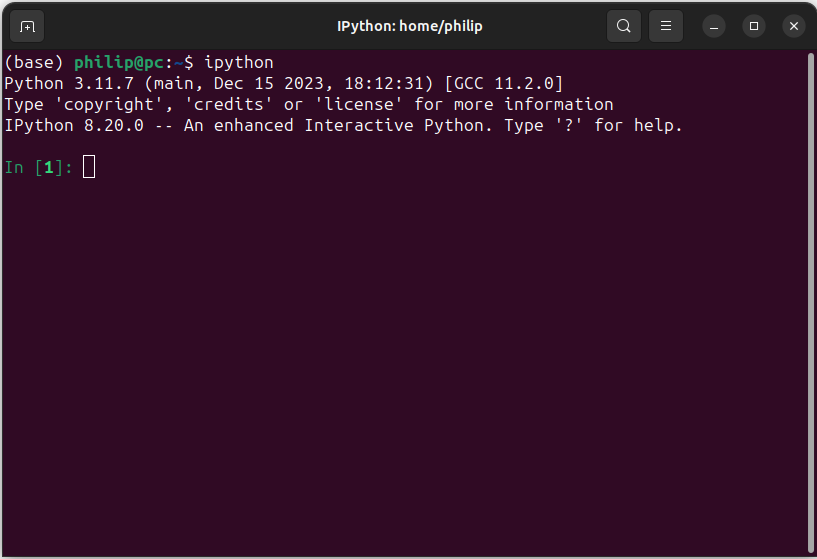 IPython: home/philip
(base) philip@pc:~$ ipython
Python 3.11.7 (main, Dec 15 2023, 18:12:31) [GCC 11.2.0]
Type 'copyright', 'credits' or 'license' for more information
IPython 8.20.0 -- An enhanced Interactive Python. Type '?' for help.
In [1]: